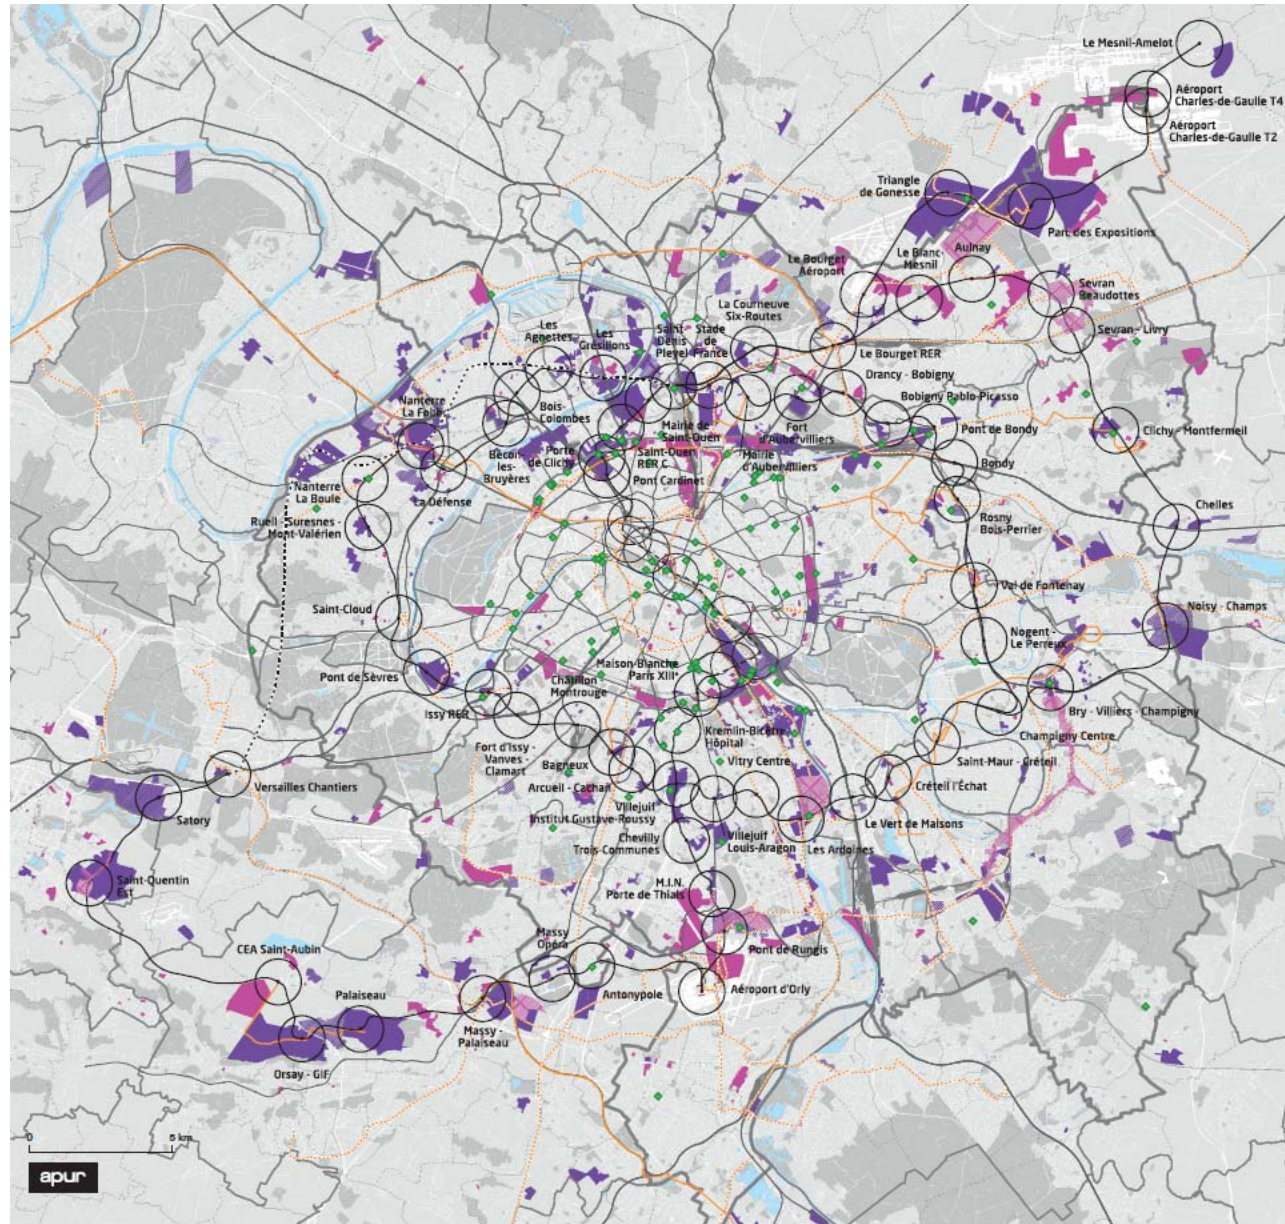 Le Mesnil-Amelot
Aéroport
Charles-de-Gaulle T4
Aéroport
Charles-de-Gaulle T2
Triangle
de Gonesse
Parc des Expositions
Le Blanc-
Mesnil
Aulnay
Le Bourget
Aéroport
Sevran
Beaudottes
La Courneuve
Six-Routes
Sevran - Livry
Les
Agnettes
Les
Grésillons
Saint-
Denis
Pleyel
Stade
de
France
Le Bourget RER
Drancy - Bobigny
Bobigny Pablo-Picasso
Nanterre
La Folie
Bois-
Colombes
Mairie de
Saint-Ouen
Fort
d'Aubervilliers
Pont de Bondy
Clichy - Montfermeil
Bécon-
les-
Bruyères
Porte
de Clichy
Saint-Ouen
RER C
Mairie
d'Aubervilliers
Bondy
Pont Cardinet
Nanterre
La Boule
La Défense
Rueil - Suresnes -
Mont-Valérien
Rosny
Bois-Perrier
Chelles
Val de Fontenay
Saint-Cloud
Noisy - Champs
Nogent -
Le Perreux
Pont de Sèvres
Maison-Blanche
Paris XIIIe
Châtillon
Montrouge
Issy RER
Bry - Villiers - Champigny
Kremlin-Bicêtre
Hôpital
Champigny Centre
Fort d'Issy -
Vanves -
Clamart
Bagneux
Vitry Centre
Saint-Maur - Créteil
Versailles Chantiers
Arcueil - Cachan
Créteil l'Échat
Satory
Villejuif
Institut Gustave-Roussy
Le Vert de Maisons
Chevilly
Trois-Communes
Villejuif
Louis-Aragon
Les Ardoines
Saint-Quentin
Est
M.I.N.
Porte de Thiais
CEA Saint-Aubin
Massy
Opéra
Pont de Rungis
Palaiseau
Antonypole
Aéroport d'Orly
Massy -
Palaiseau
Orsay - GIF
0 5 km
apur